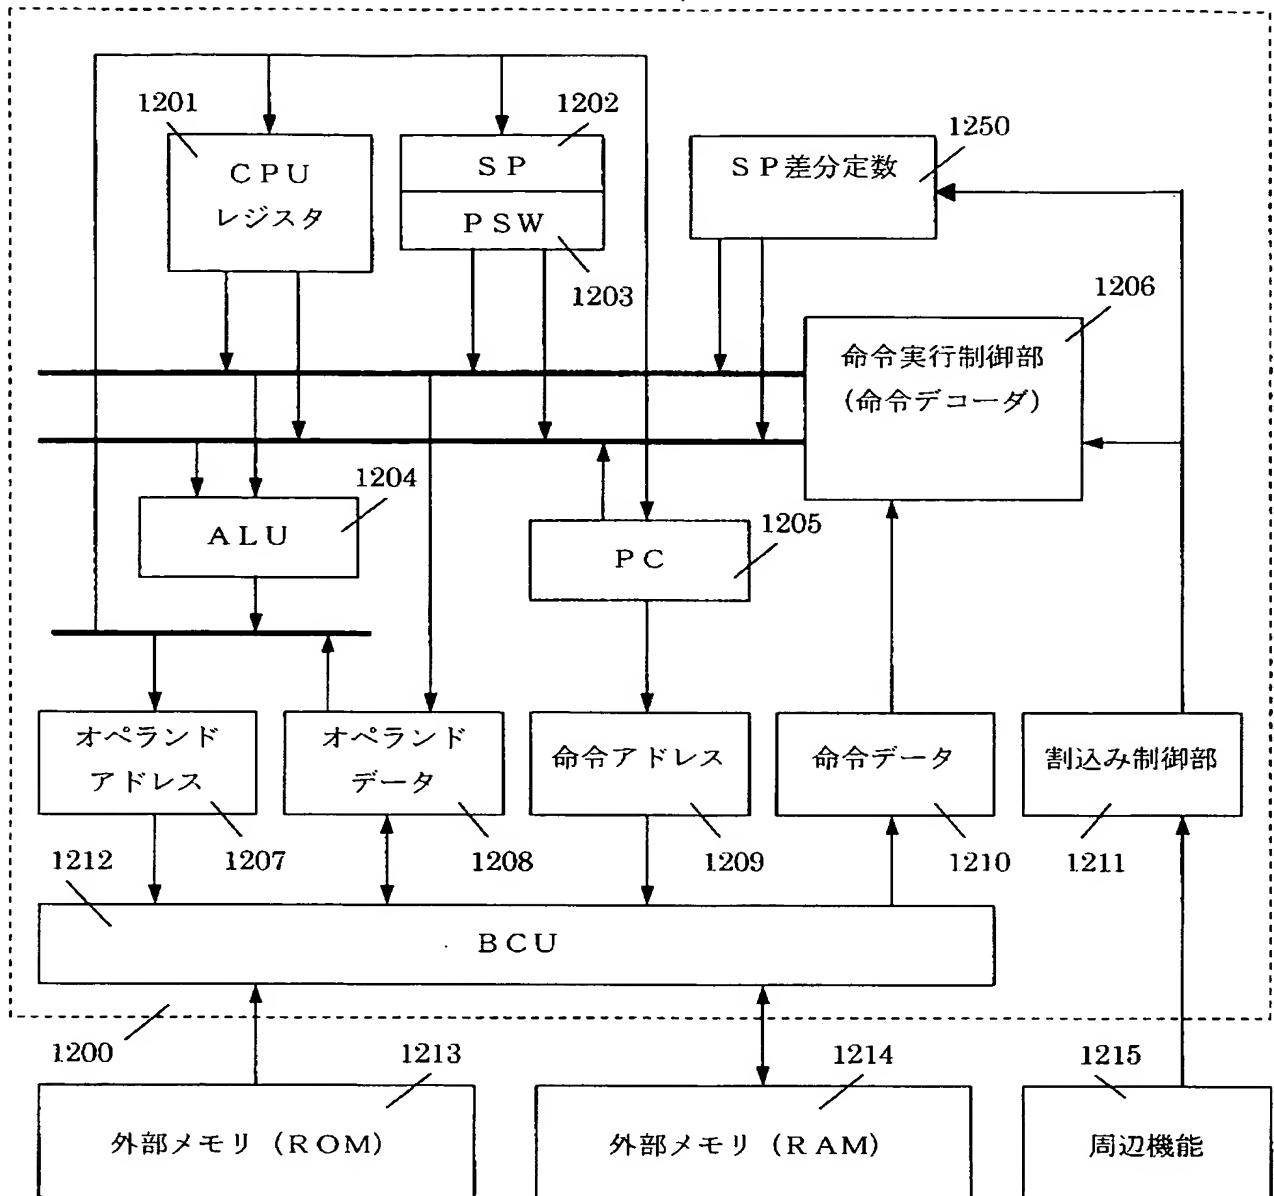 1201
1202
1250
CPU
レジスタ
SP
PSW
1203
SP差分定数
1206
命令実行制御部
(命令デコーダ)
1204
ALU
1205
PC
オペランド
アドレス
オペランド
データ
命令アドレス
命令データ
割込み制御部
1212
1207
1208
1209
1210
1211
BCU
1200
1213
1214
1215
外部メモリ(ROM)
外部メモリ(RAM)
周辺機能